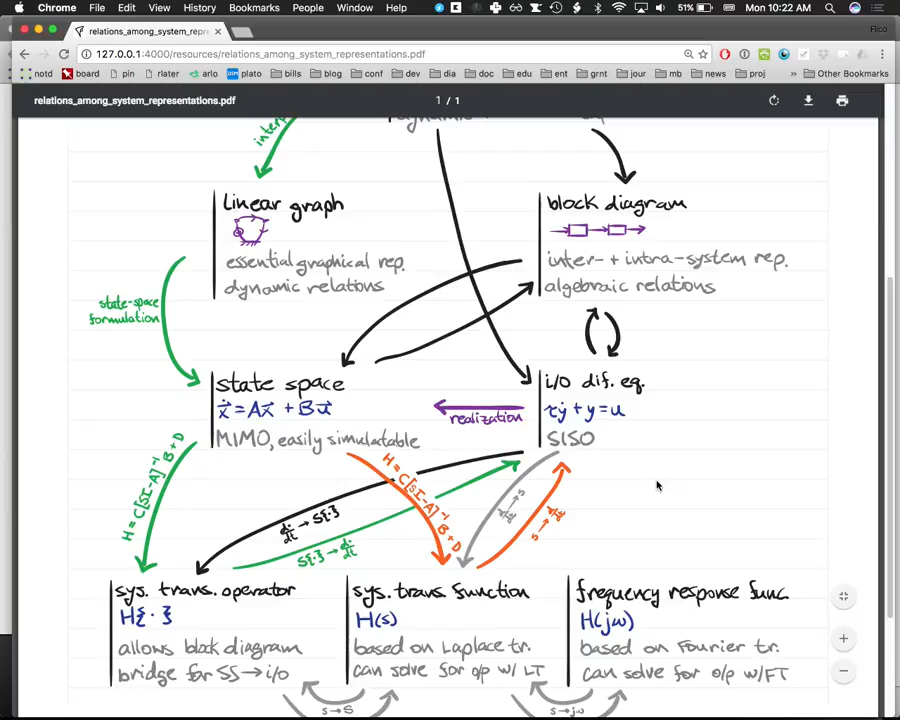 Chrome File Edit View History Bookmarks People Window Help 51% Mon 10:22 AM
relations_among_system_repr Rico
127.0.0.1:4000/resources/relations_among_system_representations.pdf
notd board pin rlater arlo plato bills blog conf dev dia doc edu ent grnt jour mb news proj » Other Bookmarks
relations_among_system_representations.pdf 1 / 1
linear graph
essential graphical rep.
dynamic relations
block diagram
inter- + intra-system rep.
algebraic relations
state-space
formulation
state space
ẋ = Ax⃗ + Bu⃗
MIMO, easily simulatable
realization
i/o dif. eq.
τẏ + y = u
SISO
H = C[SI-A]⁻¹ B + D
H = C[sI-A]⁻¹ B + D
d·/dt → S{·}
S{·} → d·/dt
d·/dt → s
s → d·/dt
sys. trans. operator
H{·}
allows block diagram
bridge for SS → i/o
sys. trans. function
H(s)
based on Laplace tr.
can solve for o/p w/ LT
frequency response func.
H(jω)
based on Fourier tr.
can solve for o/p w/FT
s → S
s → jω